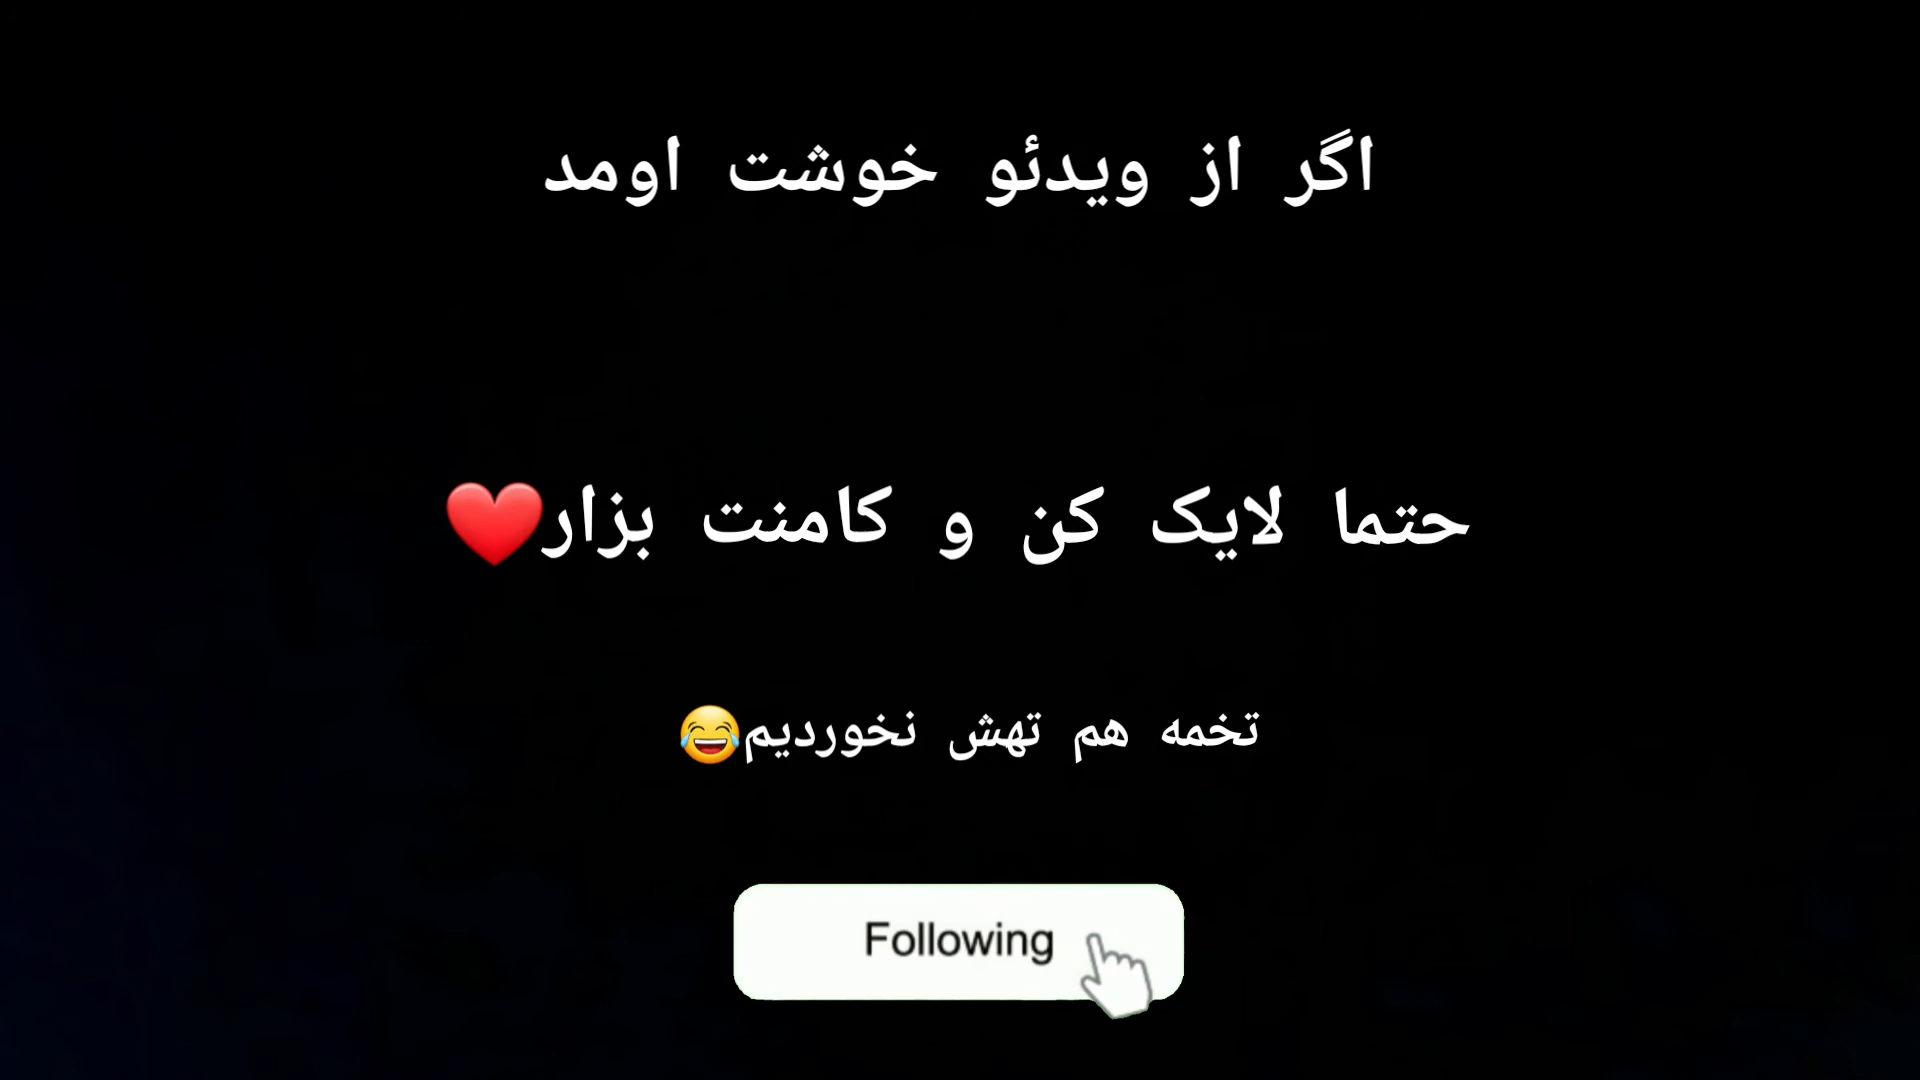 اگر از ویدئو خوشت اومد
حتما لایک کن و کامنت بزار❤️
تخمه هم تهش نخوردیم😂
Following